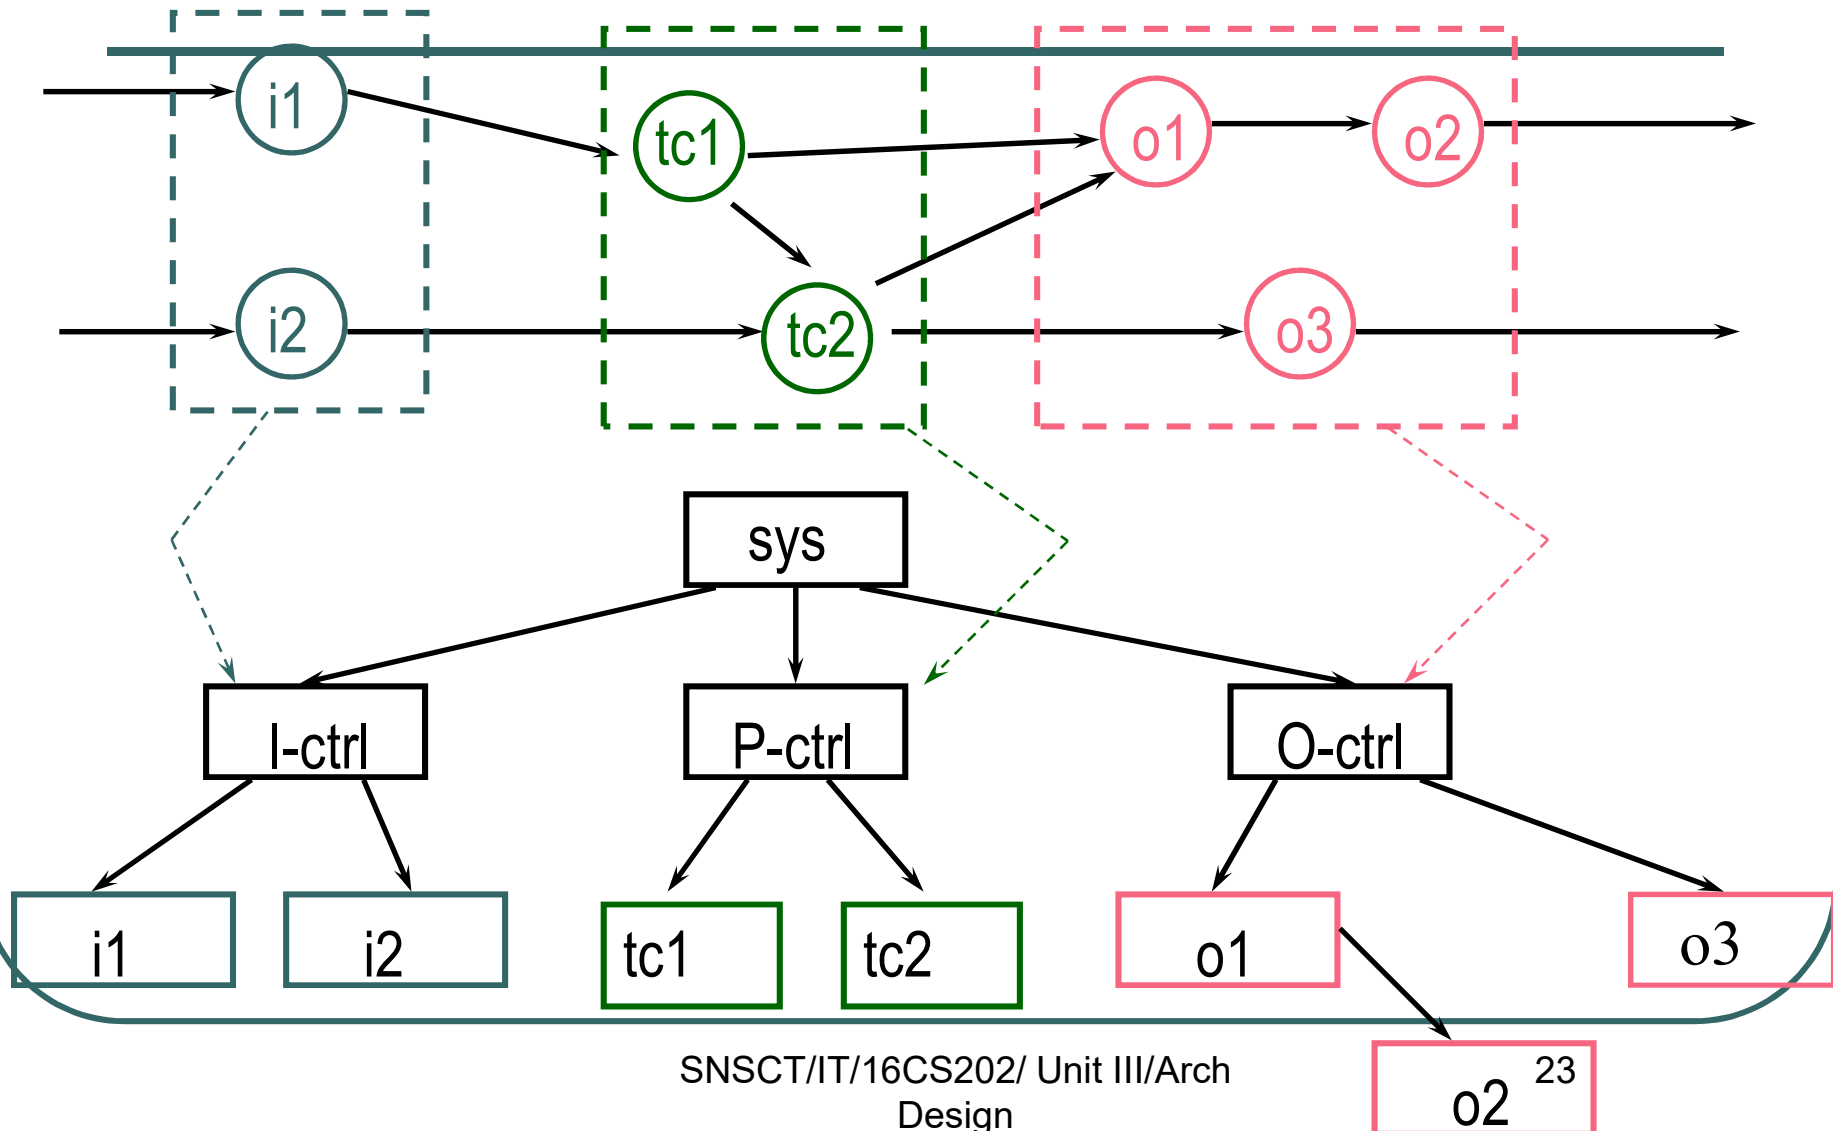 i1
tc1
o1
o2
i2
tc2
o3
sys
I-ctrl
P-ctrl
O-ctrl
i1
i2
tc1
tc2
o1
o3
SNSCT/IT/16CS202/ Unit III/Arch
Design
23
o2